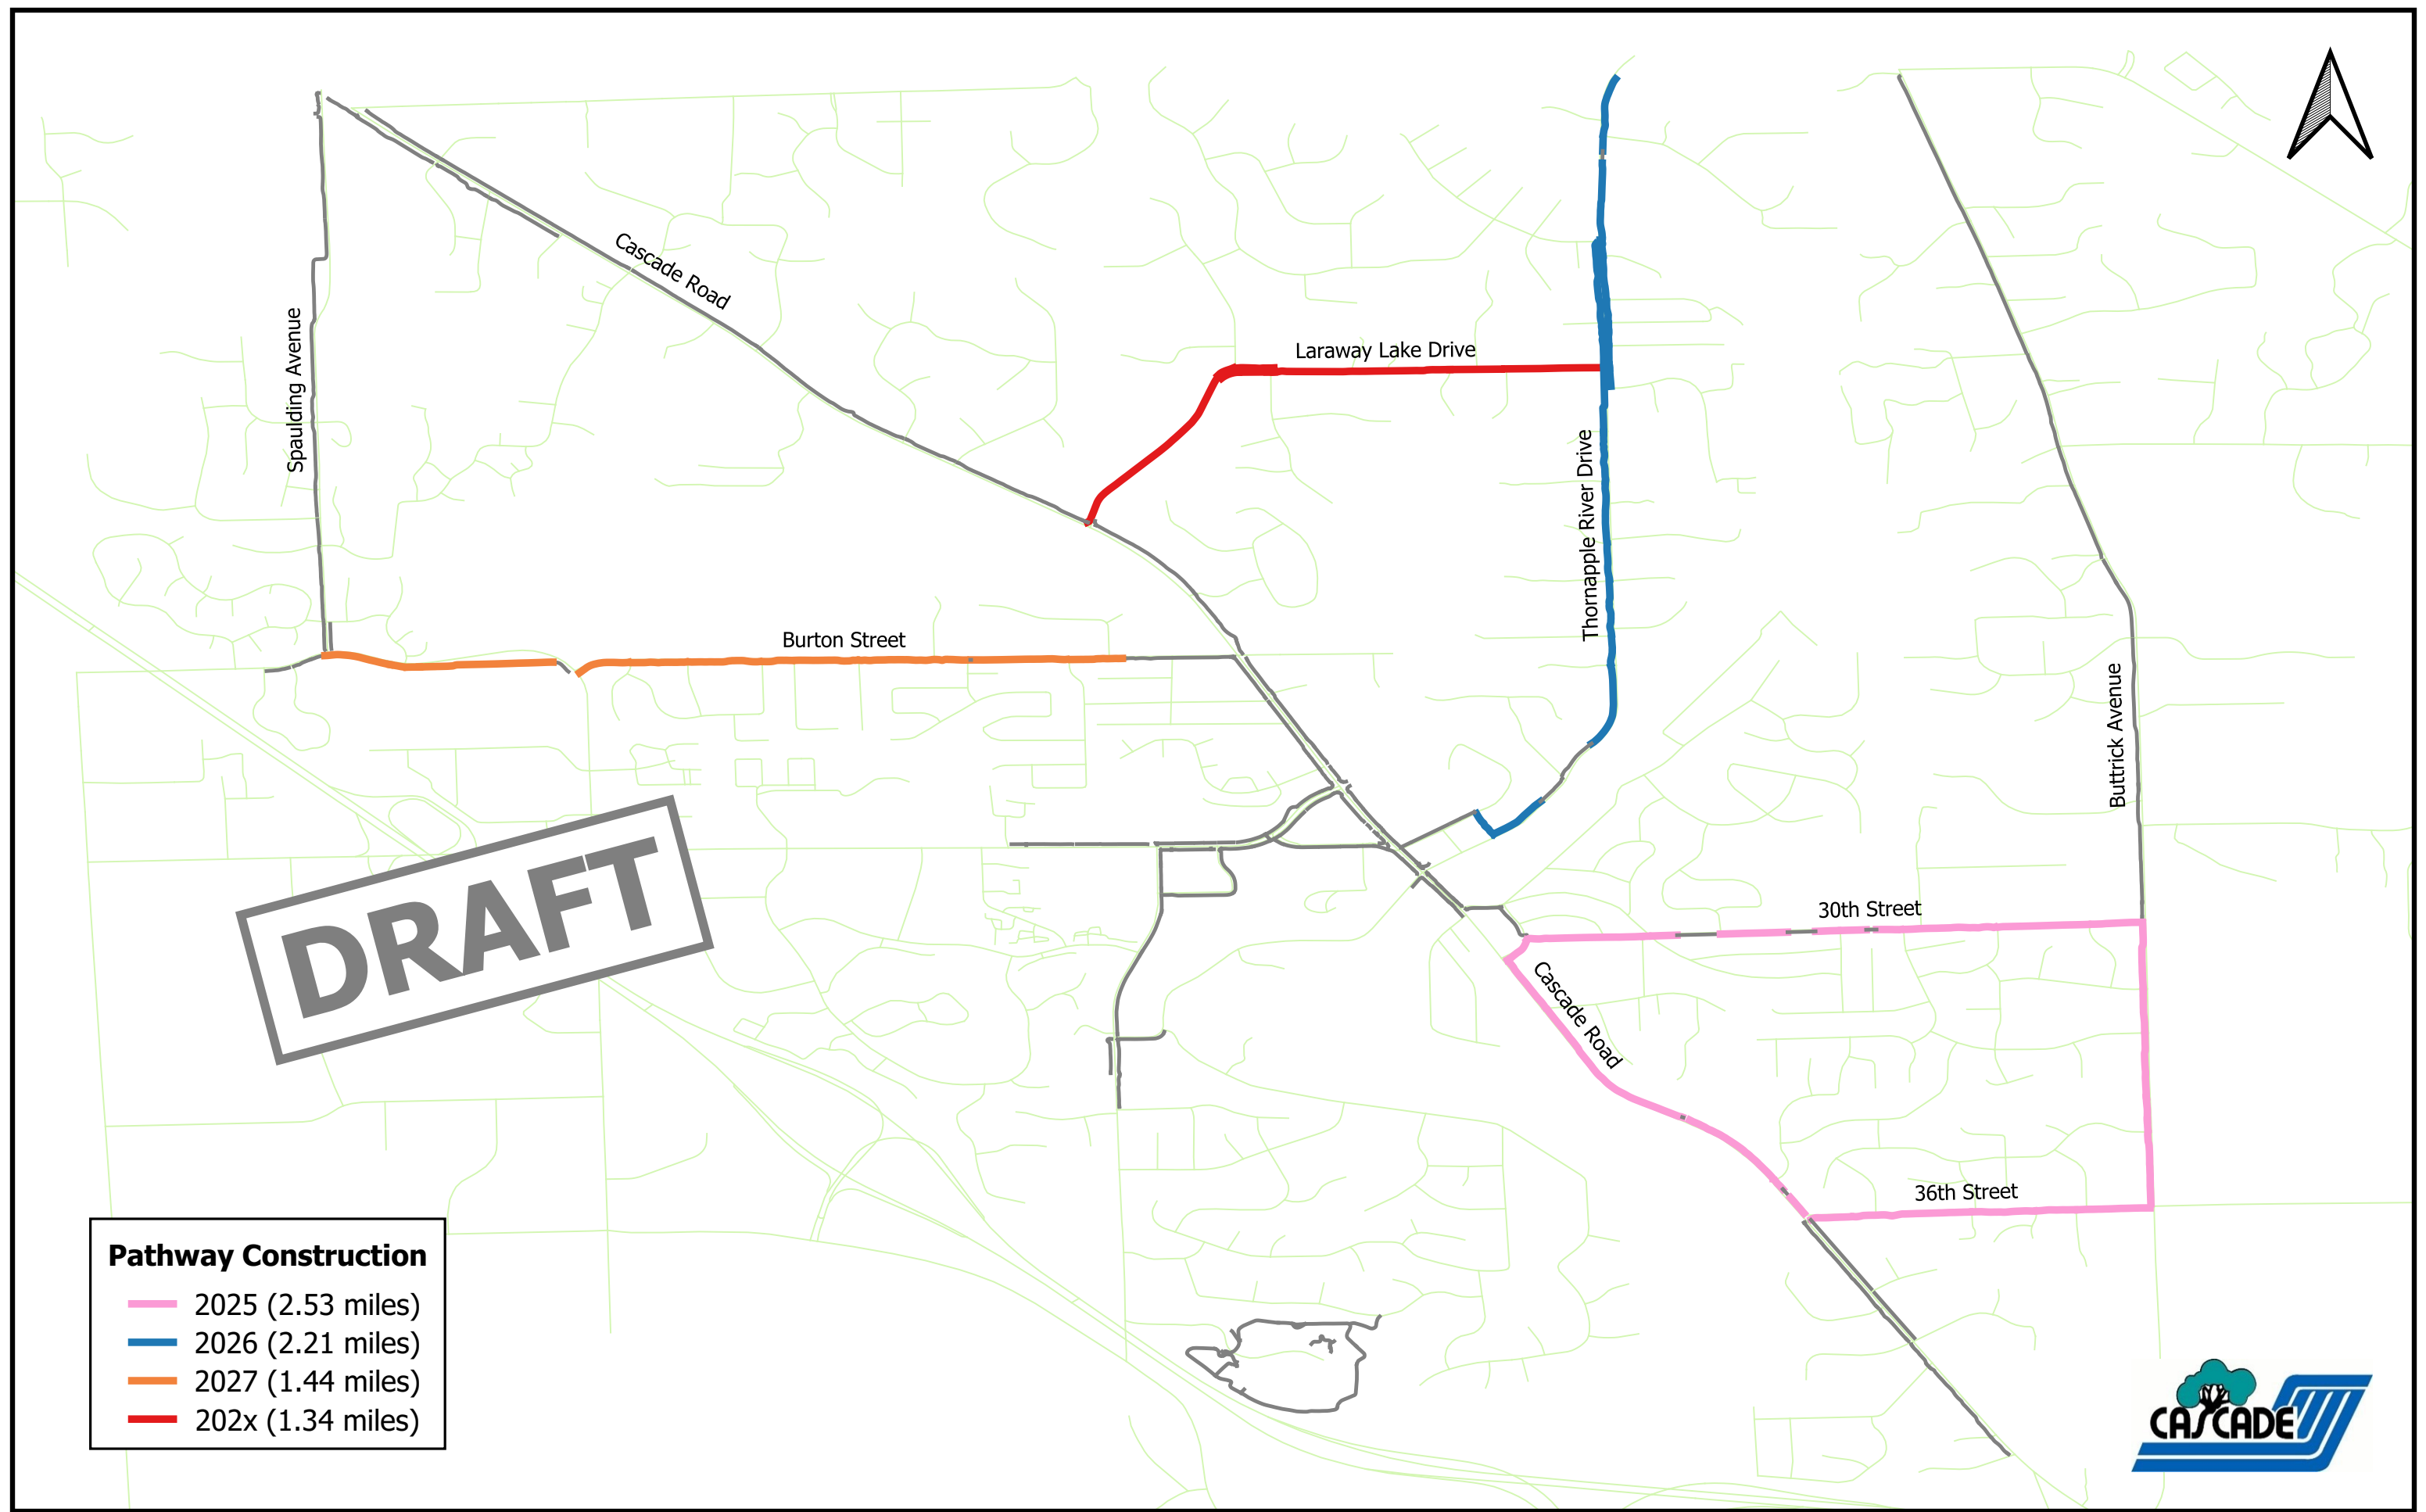 Cascade Road
Spaulding Avenue
Laraway Lake Drive
Thornapple River Drive
Burton Street
Buttrick Avenue
DRAFT
30th Street
Cascade Road
36th Street
Pathway Construction
2025 (2.53 miles)
2026 (2.21 miles)
2027 (1.44 miles)
202x (1.34 miles)
CASCADE